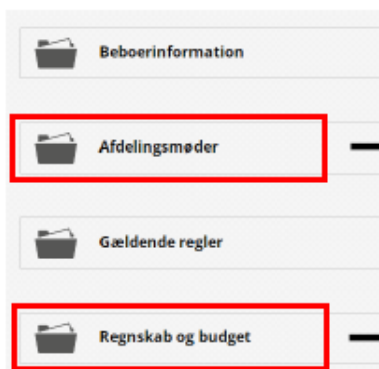 Beboerinformation
Afdelingsmøder
Gældende regler
Regnskab og budget